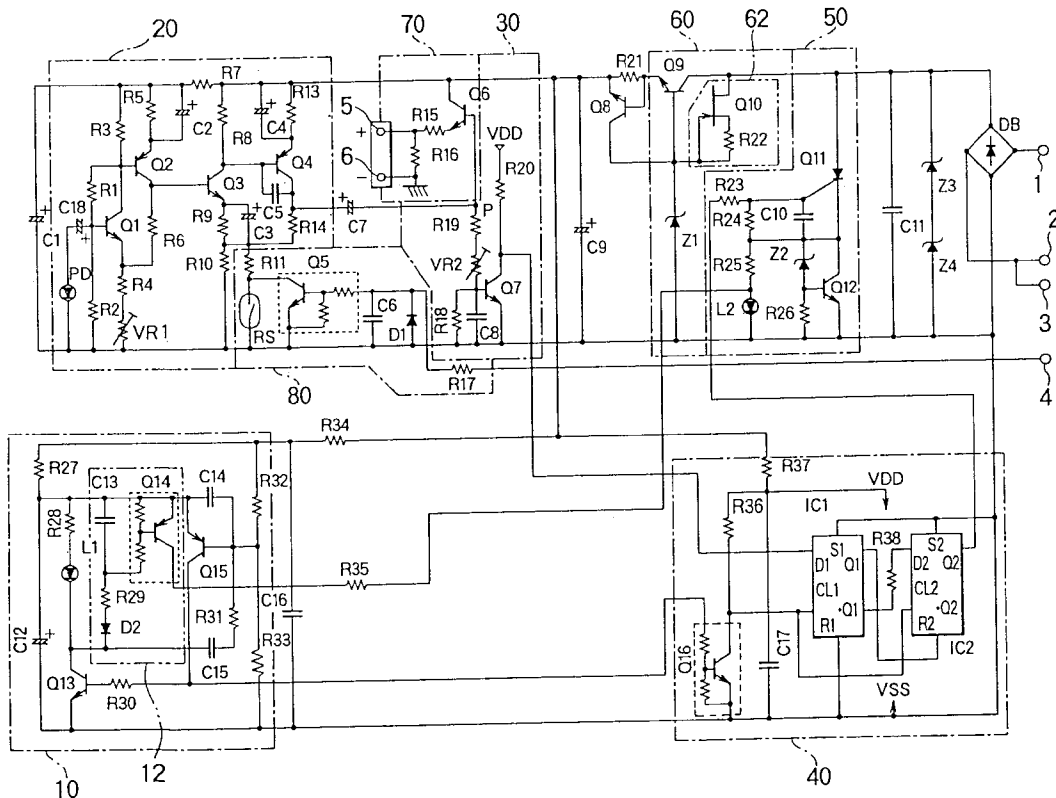 20
70
30
60
62
50
R7
R5
R13
C2
C4
R3
R8
5
+
R15
Q6
6
−
R16
VDD
R21
Q9
Q8
Q10
R22
DB
1
Q2
Q4
Q3
R20
Q11
R1
C18
+
Q1
C5
C7
P
R19
R23
R24
C10
Z3
2
C1
+
R6
R9
R14
C3
+
C9
+
Z1
C11
Z4
3
PD
R4
R10
R11
Q5
VR2
Q7
R25
Z2
Q12
R2
VR1
RS
C6
D1
R18
C8
L2
R26
4
80
R17
R34
R27
R37
C13
Q14
C14
R32
VDD
R28
R36
IC1
L1
Q15
R38
S1
D1
Q1
CL1
·Q1
R1
S2
D2
Q2
CL2
·Q2
R2
IC2
R29
R35
D2
R31
C16
C12
+
C15
R33
Q16
C17
Q13
R30
VSS
10
12
40